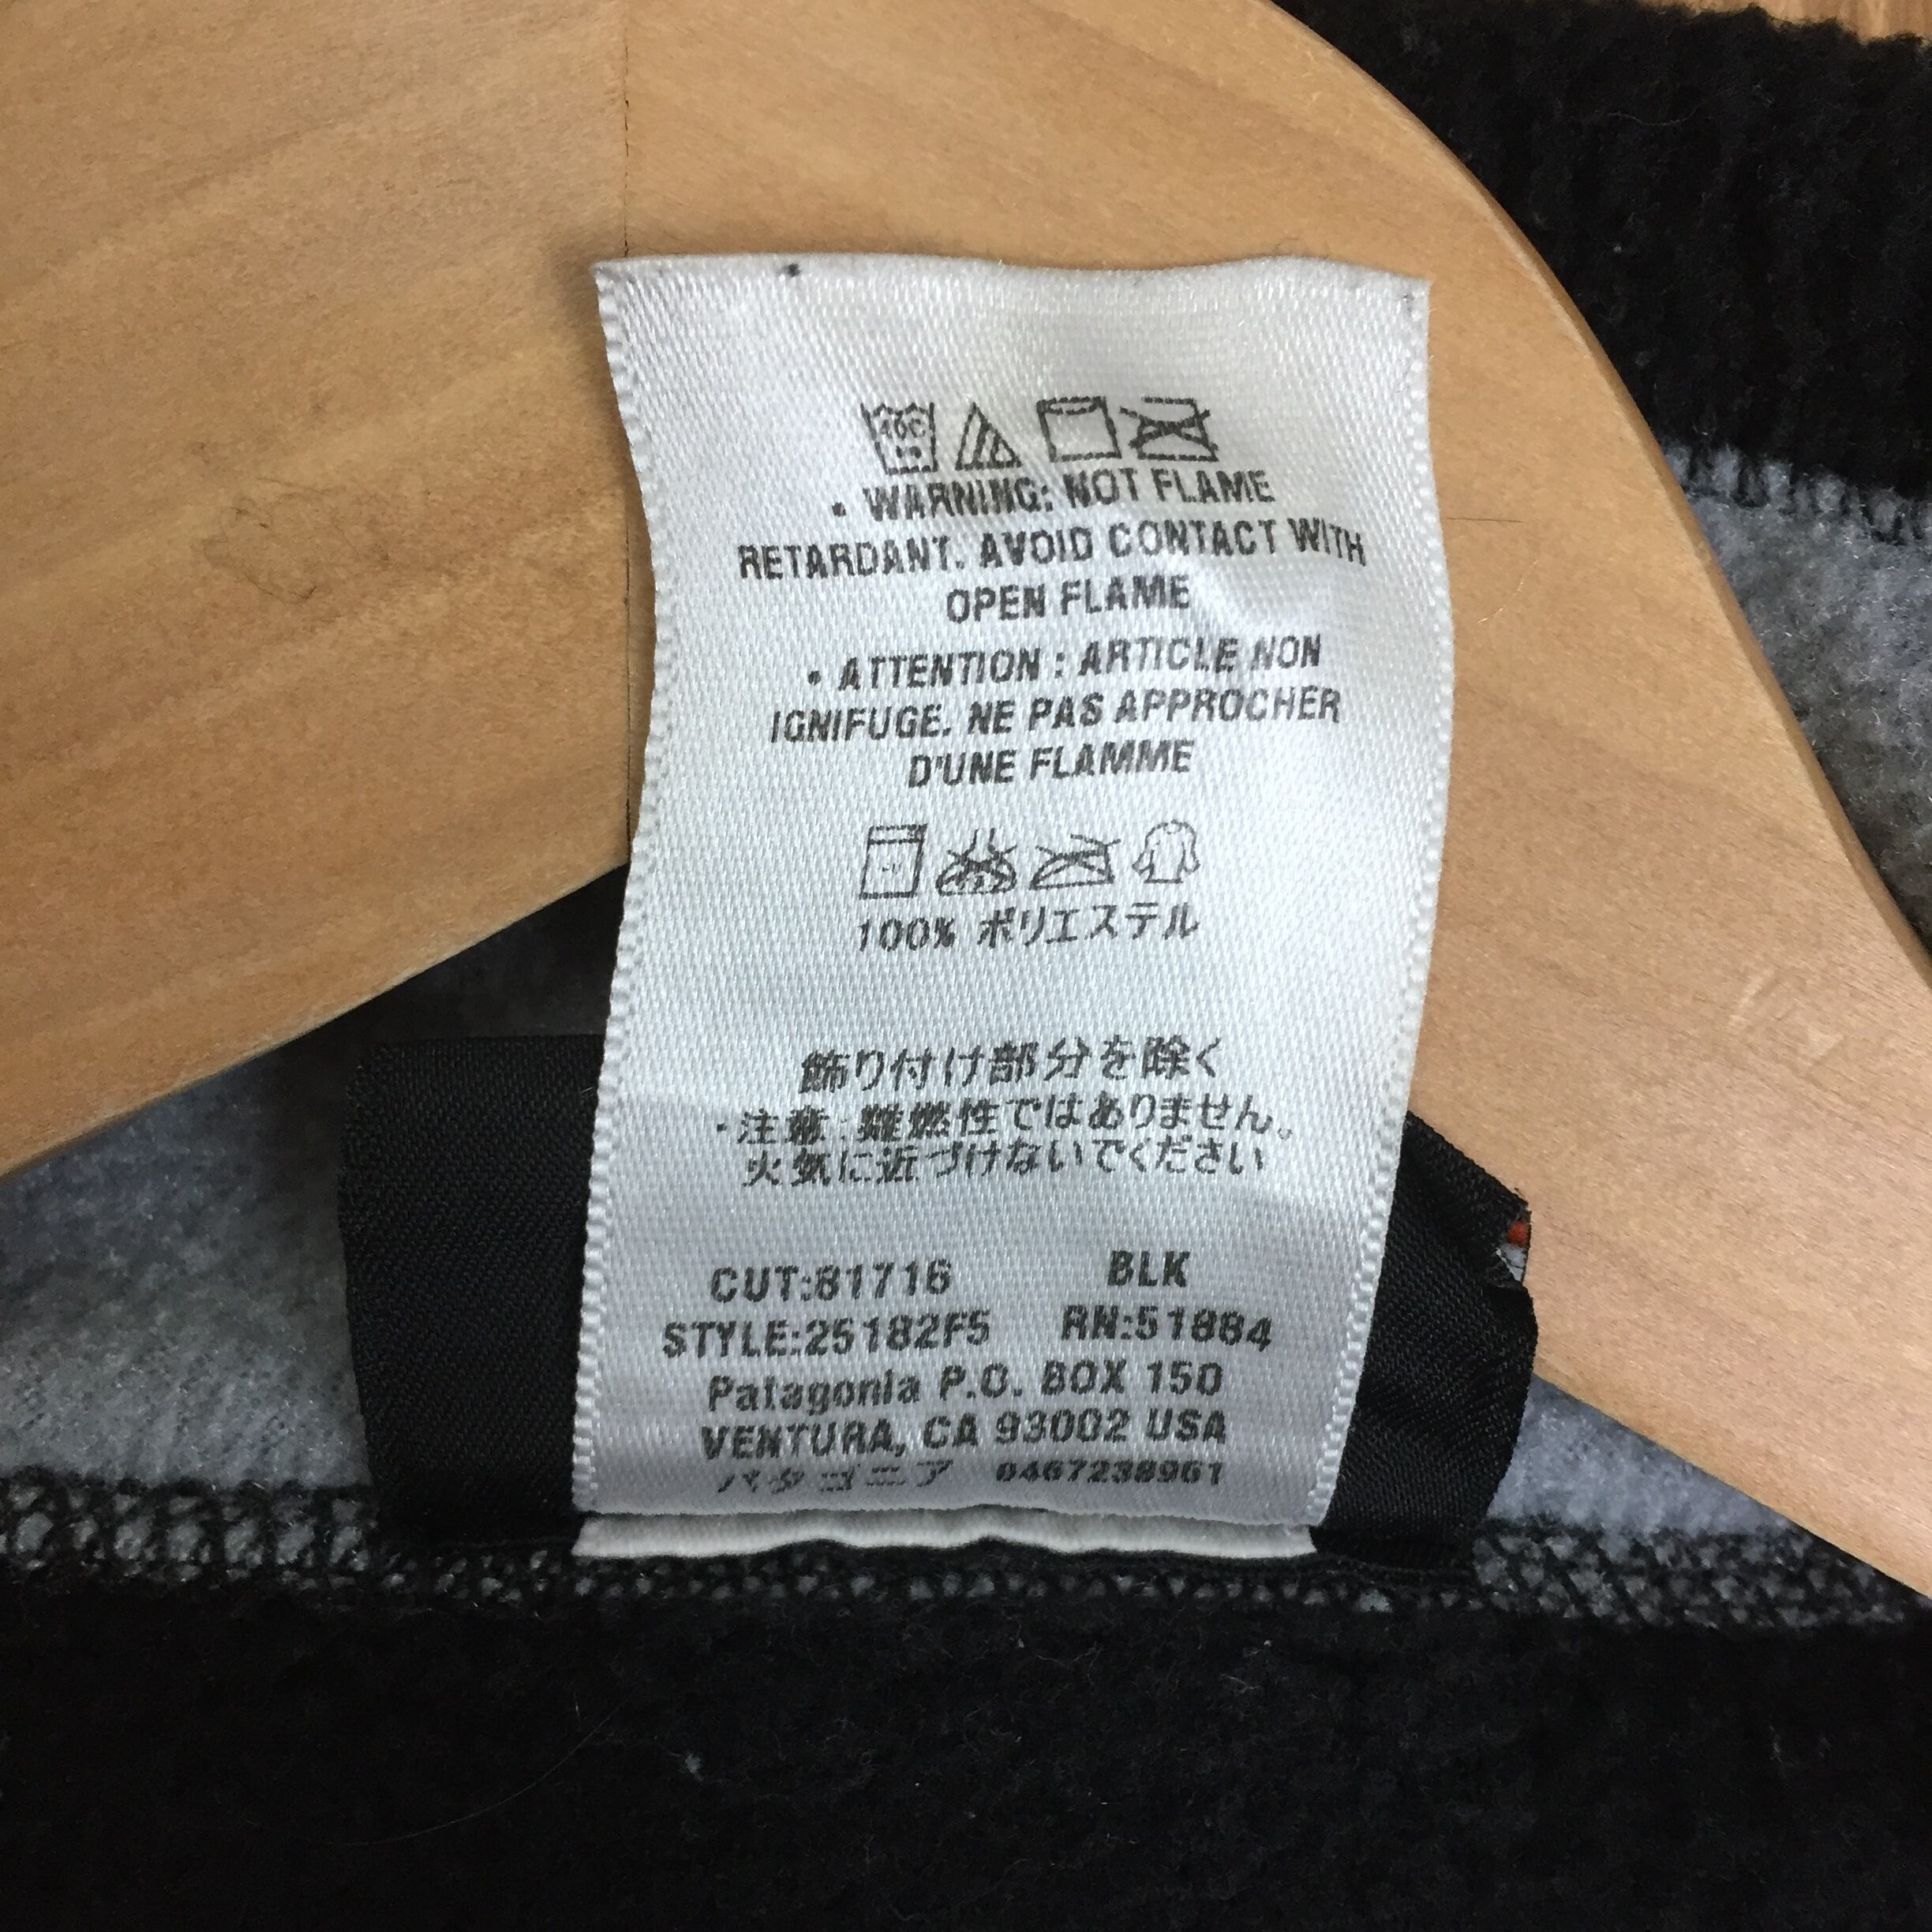 40C
• WARNING: NOT FLAME
RETARDANT. AVOID CONTACT WITH
OPEN FLAME
• ATTENTION : ARTICLE NON
IGNIFUGE. NE PAS APPROCHER
D'UNE FLAMME
100% ポリエステル
飾り付け部分を除く
・注意:難燃性ではありません。
火気に近づけないでください
CUT:81716 BLK
STYLE:25182F5 RN:51884
Patagonia P.O. BOX 150
VENTURA, CA 93002 USA
パタゴニア 0467238961